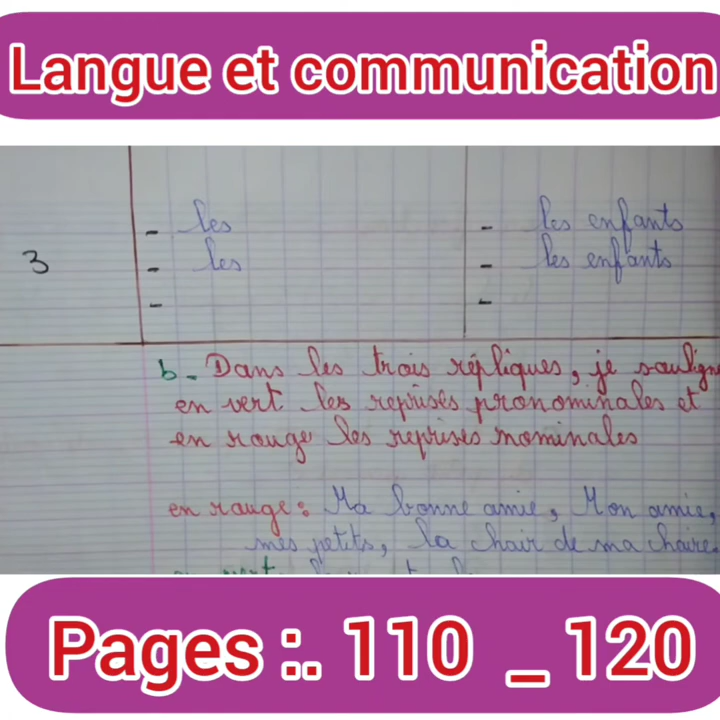 Langue et communication
- les - les enfants
3 - les - les enfants
- -
b- Dans les trois répliques, je soulign
en vert les reprises pronominales et
en rouge les reprises nominales
en rouge: Ma bonne amie, Mon amie,
mes petits, la chair de ma chaire
Pages :. 110 _ 120